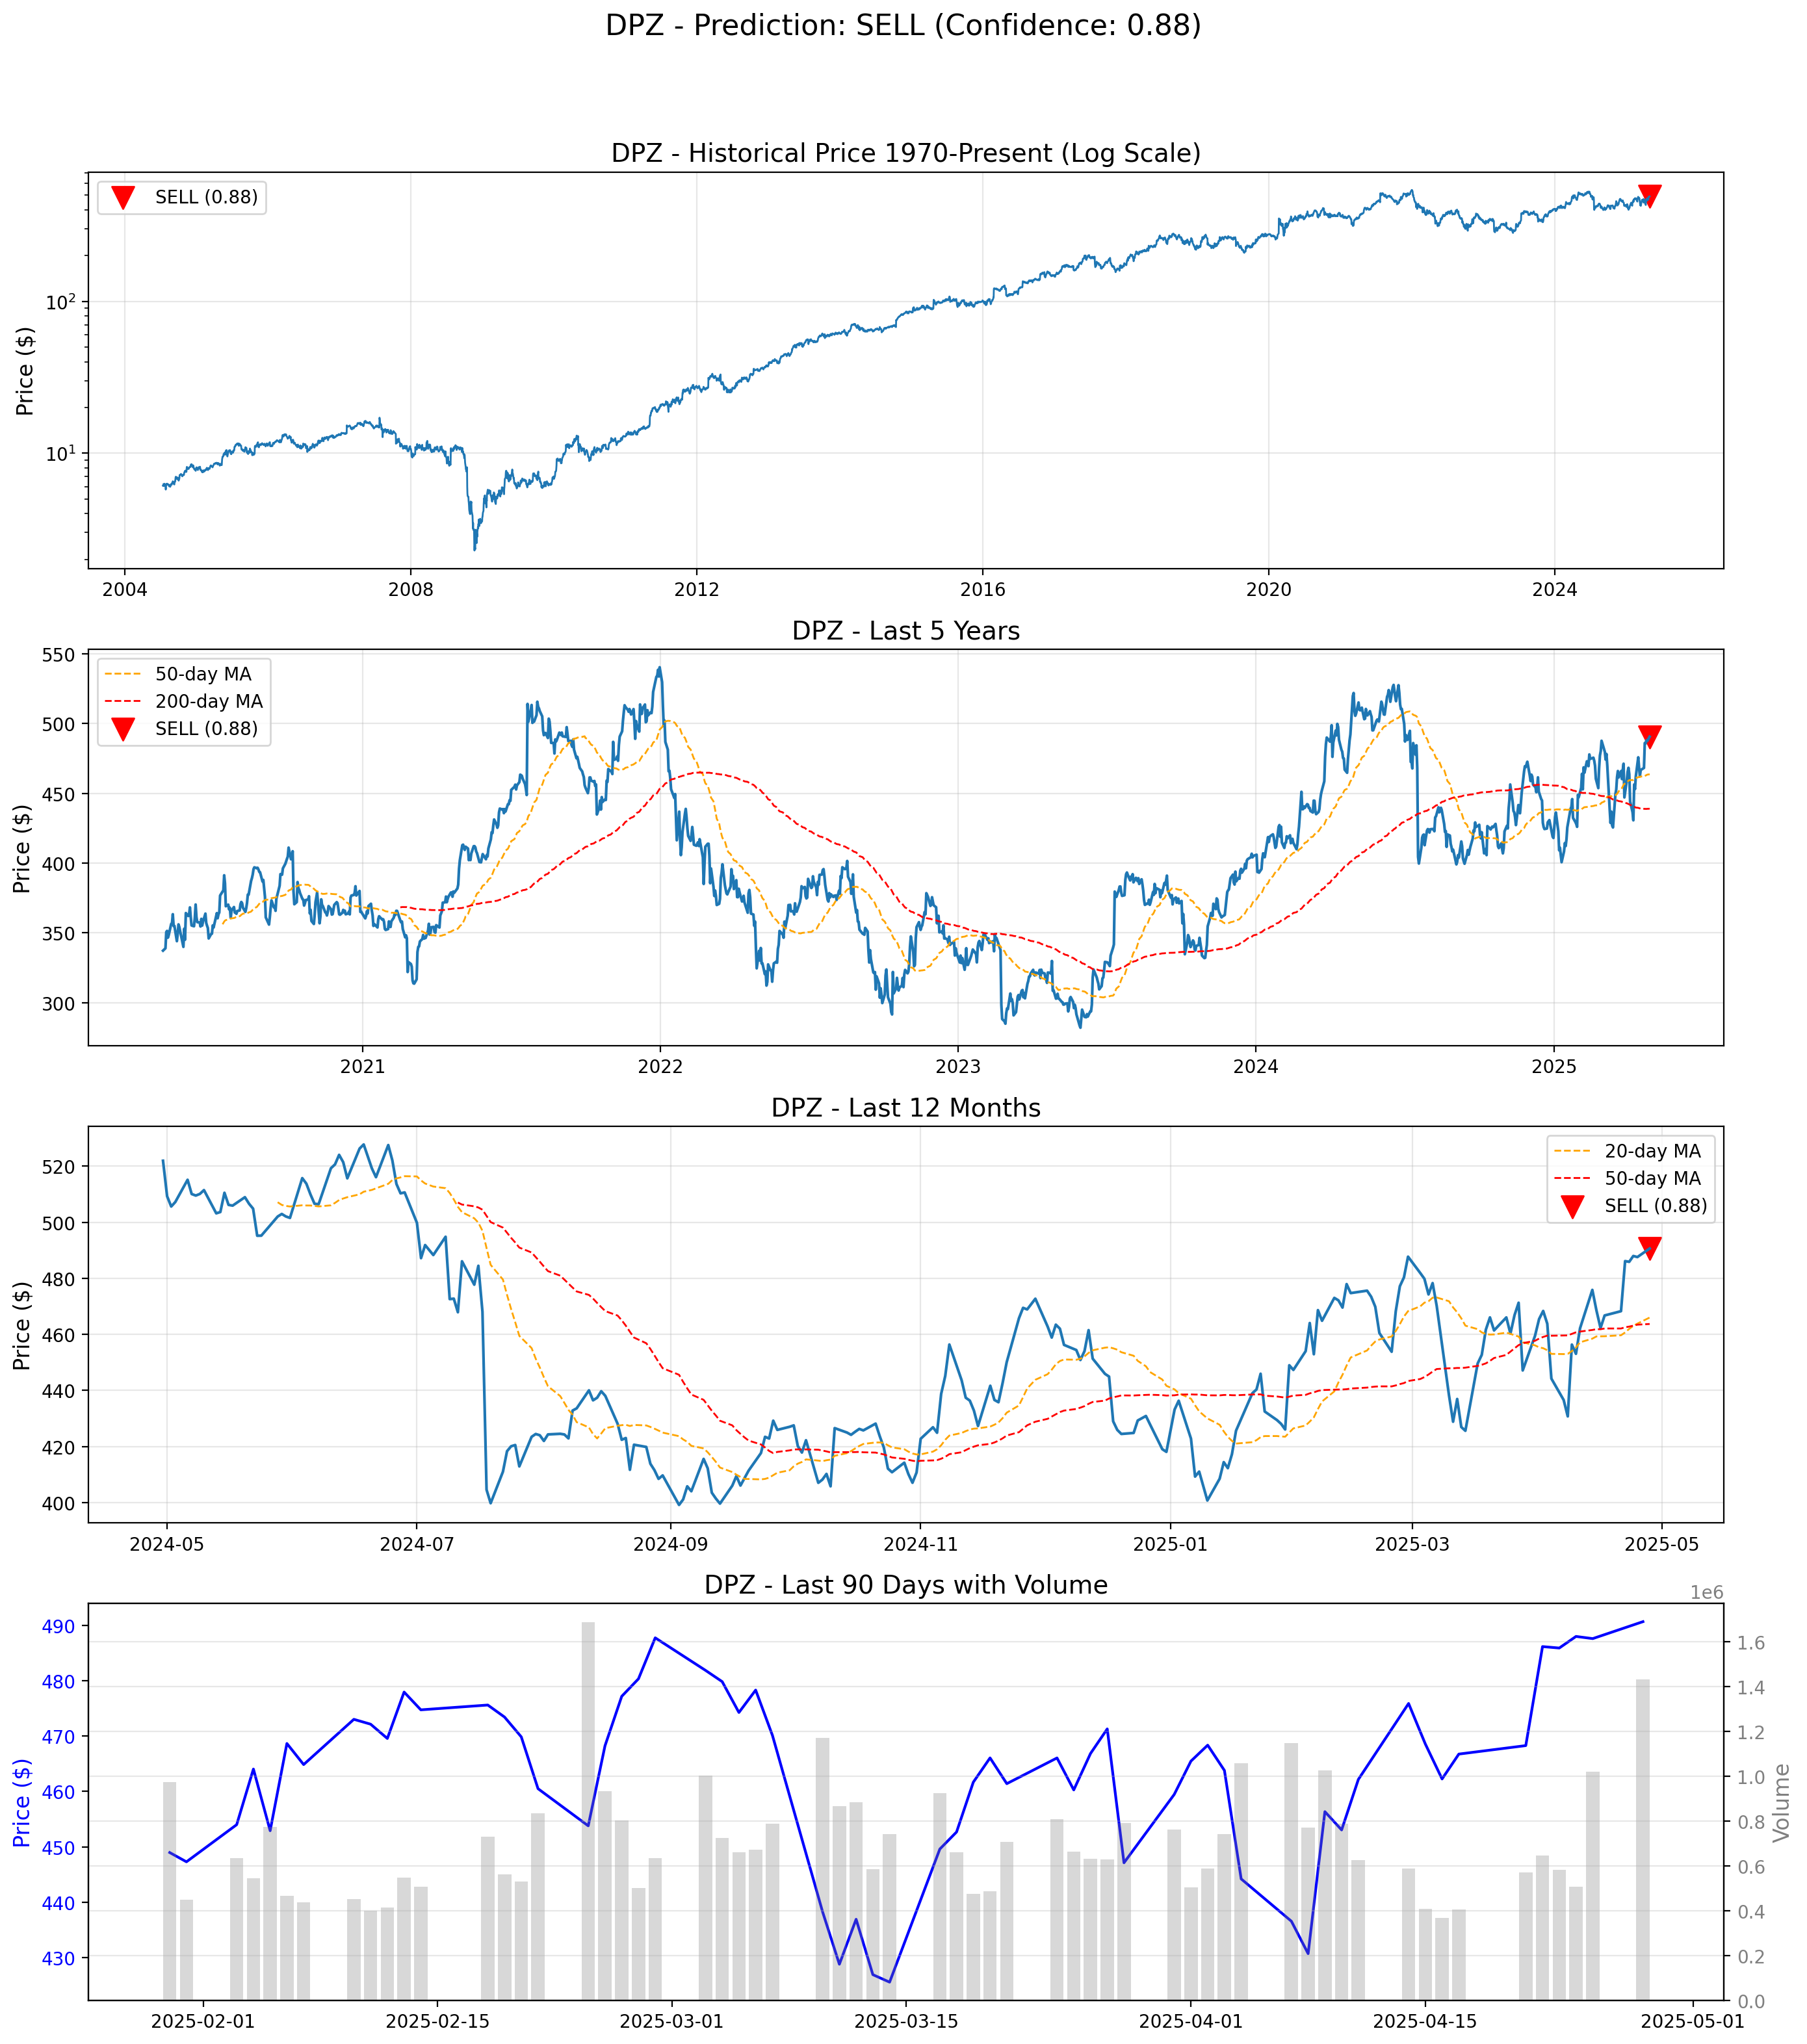 DPZ - Prediction: SELL (Confidence: 0.88)
DPZ - Historical Price 1970-Present (Log Scale)
SELL (0.88)
Price ($)
10²
10¹
2004 2008 2012 2016 2020 2024
DPZ - Last 5 Years
50-day MA
200-day MA
SELL (0.88)
Price ($)
550
500
450
400
350
300
2021 2022 2023 2024 2025
DPZ - Last 12 Months
20-day MA
50-day MA
SELL (0.88)
Price ($)
520
500
480
460
440
420
400
2024-05 2024-07 2024-09 2024-11 2025-01 2025-03 2025-05
DPZ - Last 90 Days with Volume
1e6
Price ($)
490
480
470
460
450
440
430
1.6
1.4
1.2
1.0
0.8
0.6
0.4
0.2
0.0
Volume
2025-02-01 2025-02-15 2025-03-01 2025-03-15 2025-04-01 2025-04-15 2025-05-01